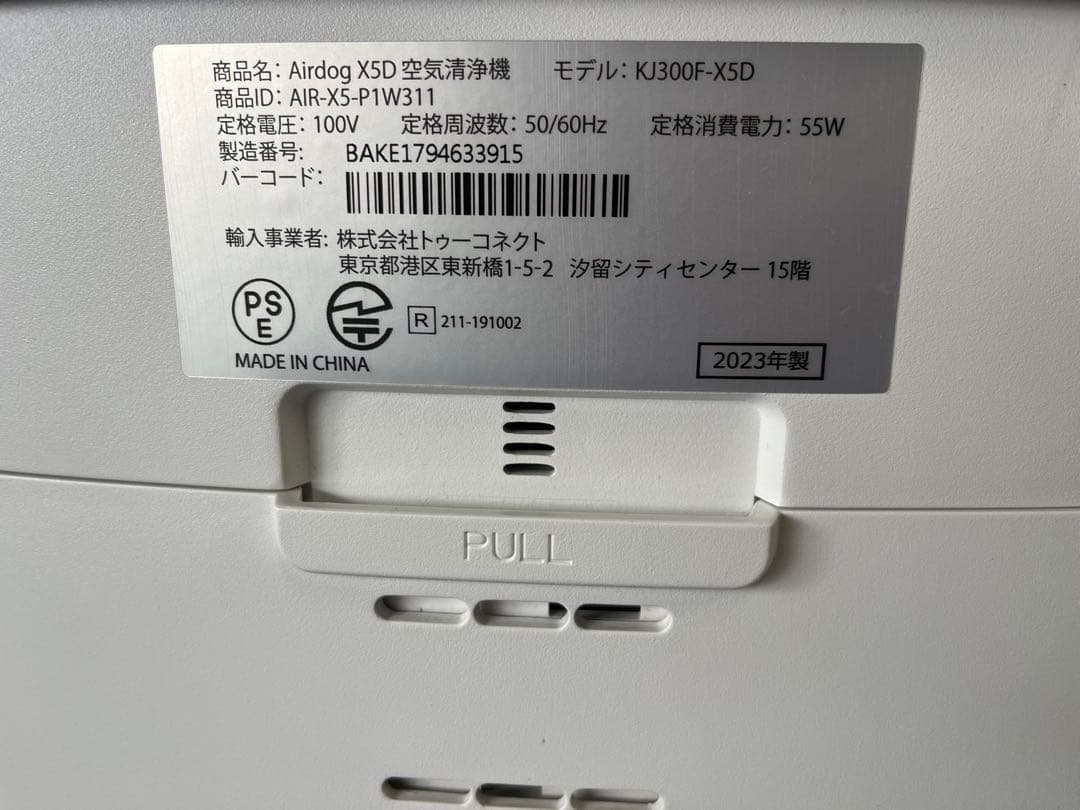 商品名: Airdog X5D 空気清浄機 モデル: KJ300F-X5D
商品ID: AIR-X5-P1W311
定格電圧: 100V 定格周波数: 50/60Hz 定格消費電力: 55W
製造番号: BAKE1794633915
バーコード:
輸入事業者: 株式会社トゥーコネクト
東京都港区東新橋1-5-2 汐留シティセンター 15階
PSE
R 211-191002
MADE IN CHINA
2023年製
PULL